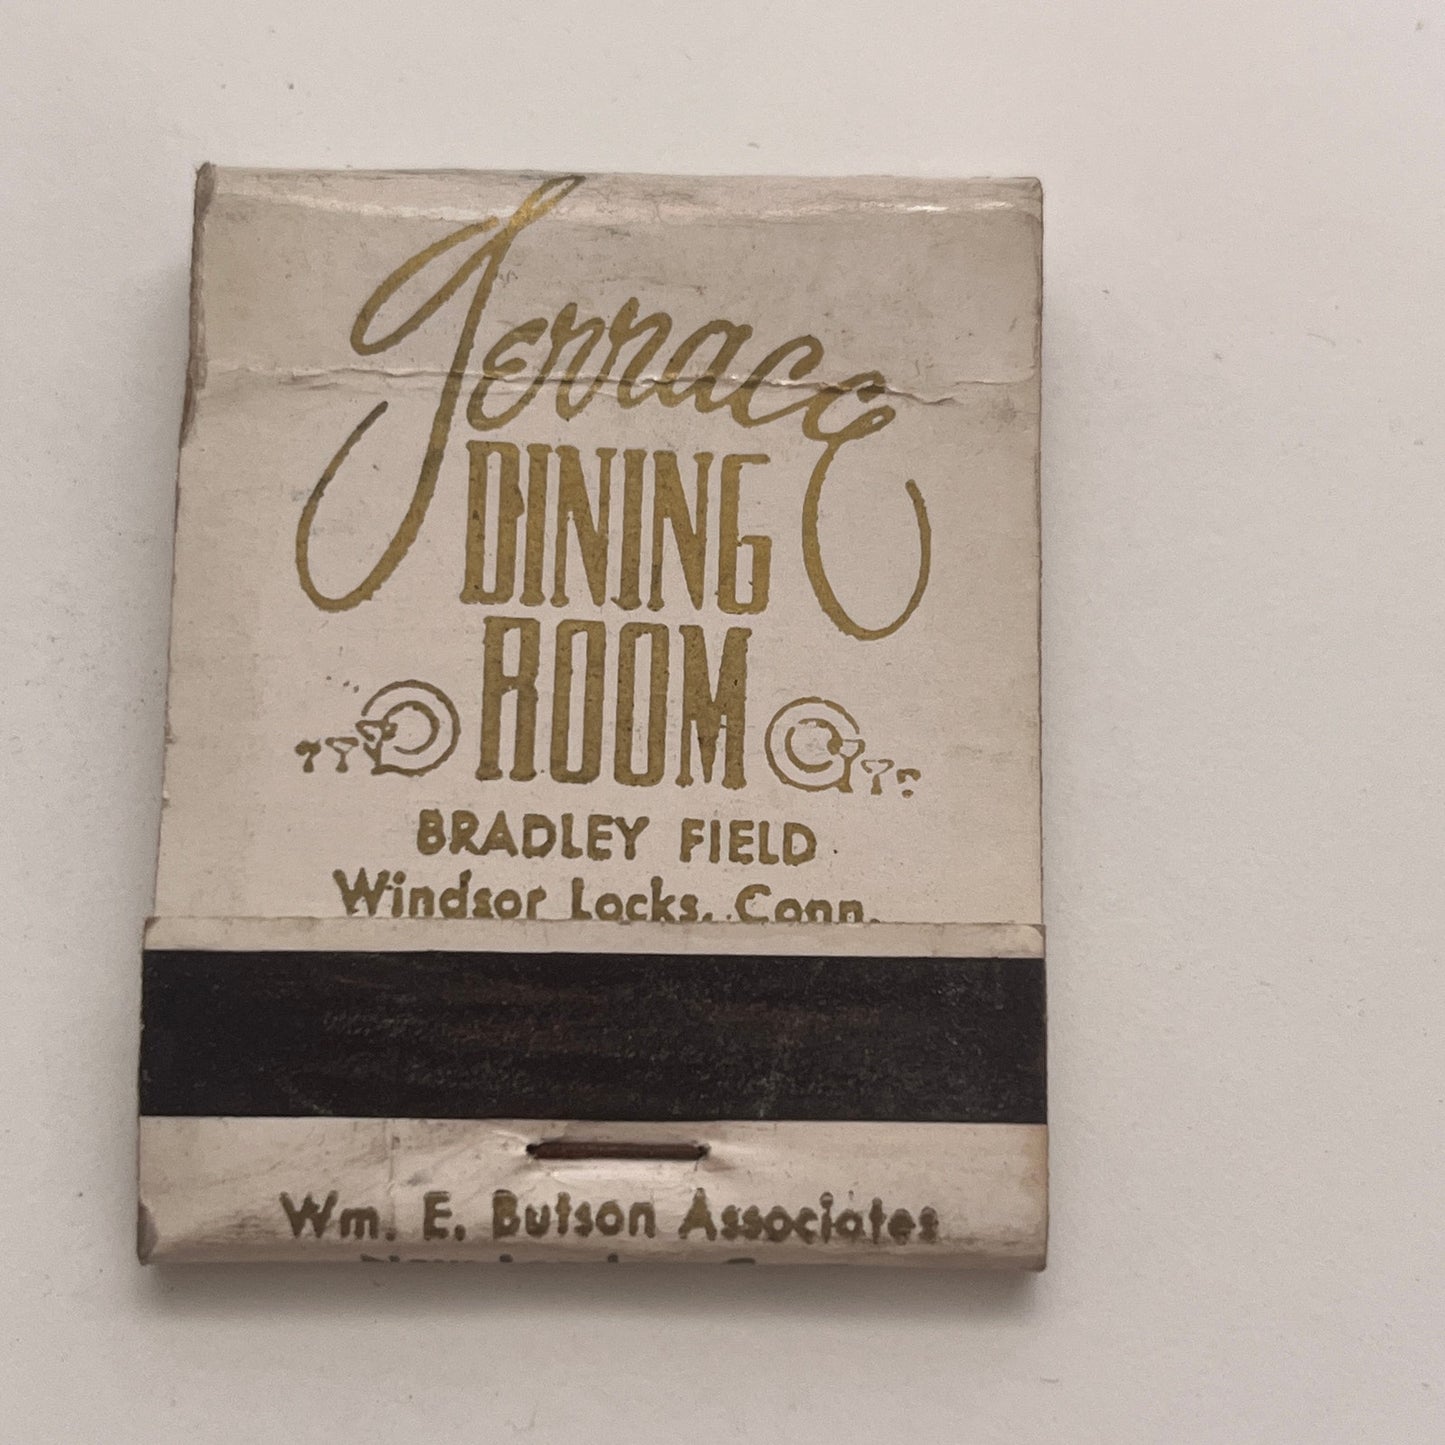 Terrace
DINING
ROOM
BRADLEY FIELD
Windsor Locks, Conn.
Wm. E. Butson Associates